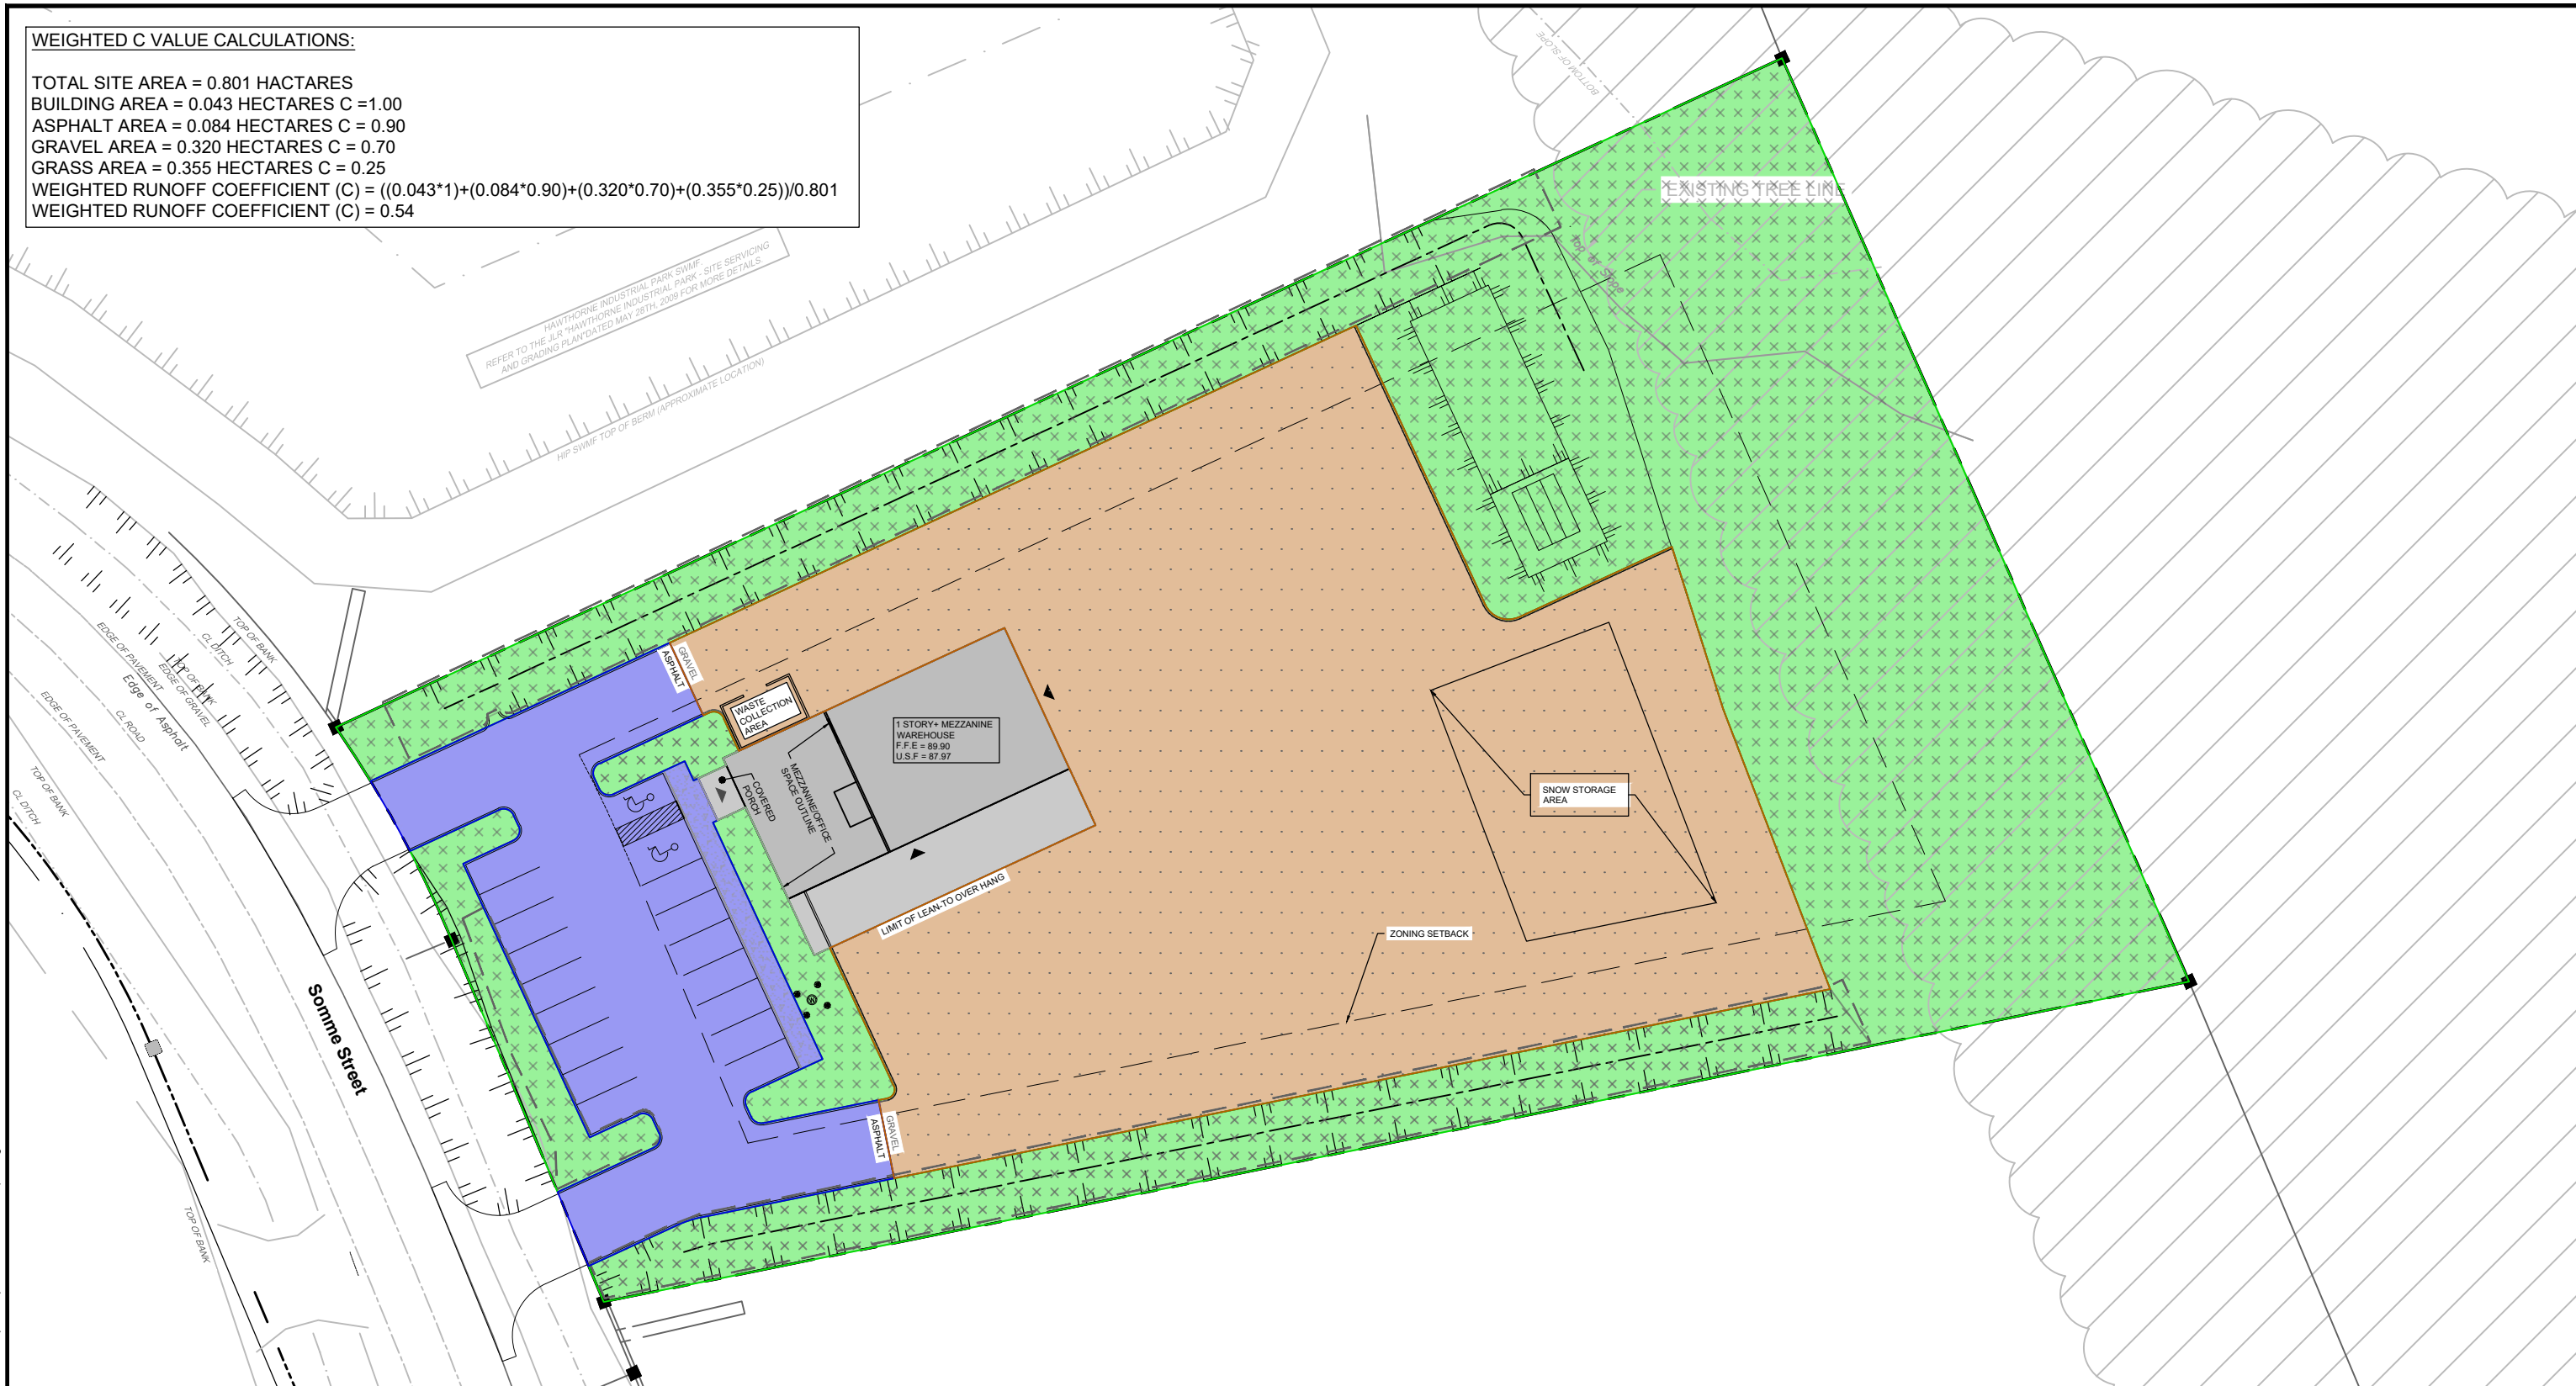 WEIGHTED C VALUE CALCULATIONS:
TOTAL SITE AREA = 0.801 HACTARES
BUILDING AREA = 0.043 HECTARES C =1.00
ASPHALT AREA = 0.084 HECTARES C = 0.90
GRAVEL AREA = 0.320 HECTARES C = 0.70
GRASS AREA = 0.355 HECTARES C = 0.25
WEIGHTED RUNOFF COEFFICIENT (C) = ((0.043*1)+(0.084*0.90)+(0.320*0.70)+(0.355*0.25))/0.801
WEIGHTED RUNOFF COEFFICIENT (C) = 0.54
BOTTOM OF SLOPE
EXISTING TREE LINE
Top of Slope
HAWTHORNE INDUSTRIAL PARK SWMF
REFER TO THE JLR "HAWTHORNE INDUSTRIAL PARK - SITE SERVICING
AND GRADING PLAN" DATED MAY 28TH, 2009 FOR MORE DETAILS.
HIP SWMF TOP OF BERM (APPROXIMATE LOCATION)
TOP OF BANK
CL DITCH
TOP OF BANK
EDGE OF GRAVEL
EDGE OF PAVEMENT
Edge of Asphalt
CL ROAD
EDGE OF PAVEMENT
TOP OF BANK
CL DITCH
GRAVEL
ASPHALT
WASTE
COLLECTION
AREA
1 STORY+ MEZZANINE
WAREHOUSE
F.F.E = 89.90
U.S.F = 87.97
MEZZANINE/OFFICE
SPACE OUTLINE
COVERED
PORCH
LIMIT OF LEAN-TO OVER HANG
SNOW STORAGE
AREA
ZONING SETBACK
Somme Street
GRAVEL
ASPHALT
TOP OF BANK